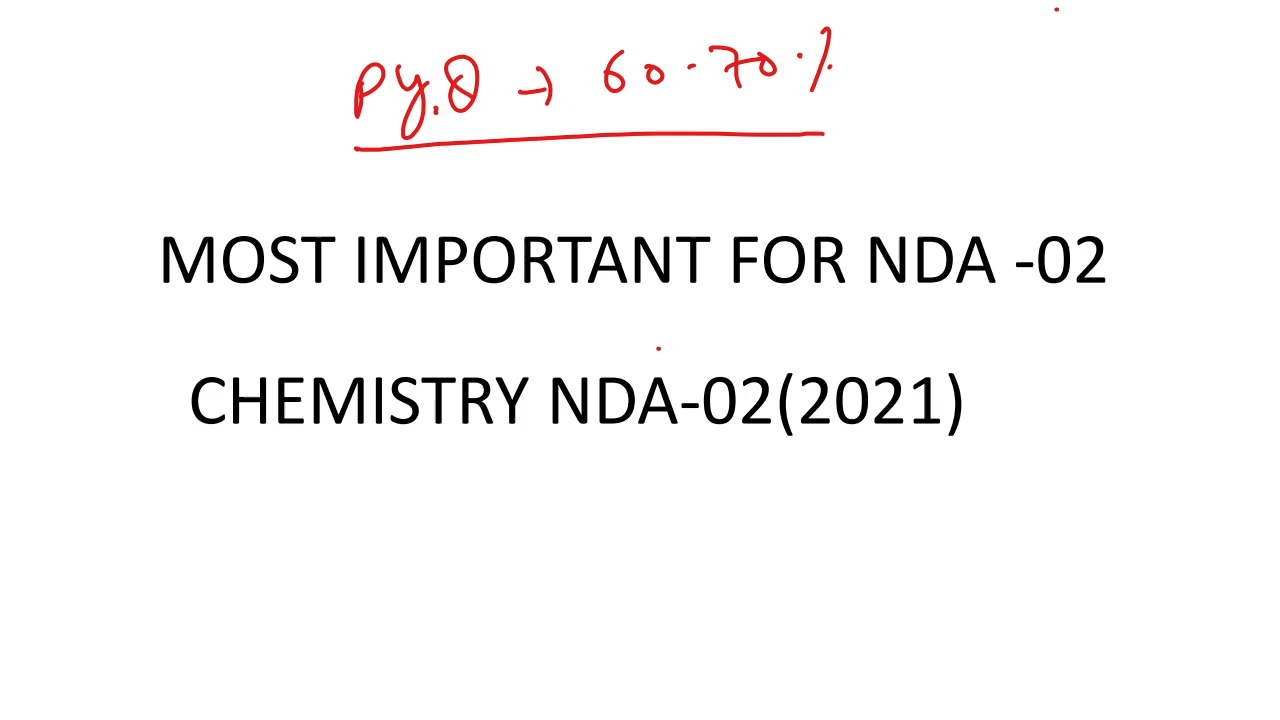 PY.Q → 60-70%
MOST IMPORTANT FOR NDA -02
CHEMISTRY NDA-02(2021)